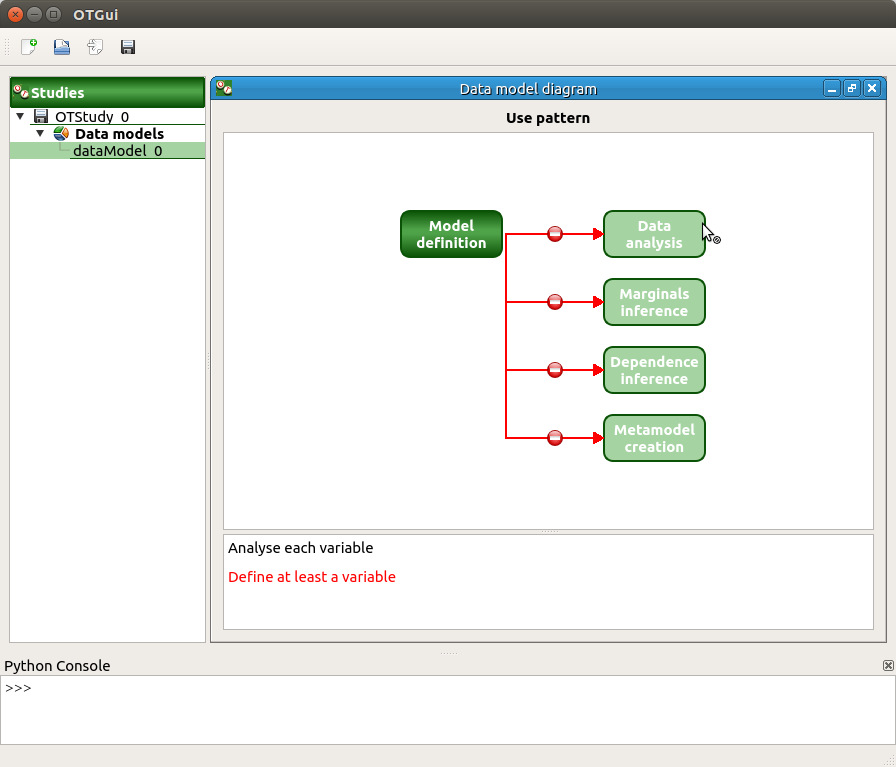 OTGui
Studies
OTStudy_0
Data models
dataModel_0
Data model diagram
Use pattern
Model
definition
Data
analysis
Marginals
inference
Dependence
inference
Metamodel
creation
Analyse each variable
Define at least a variable
Python Console
>>>